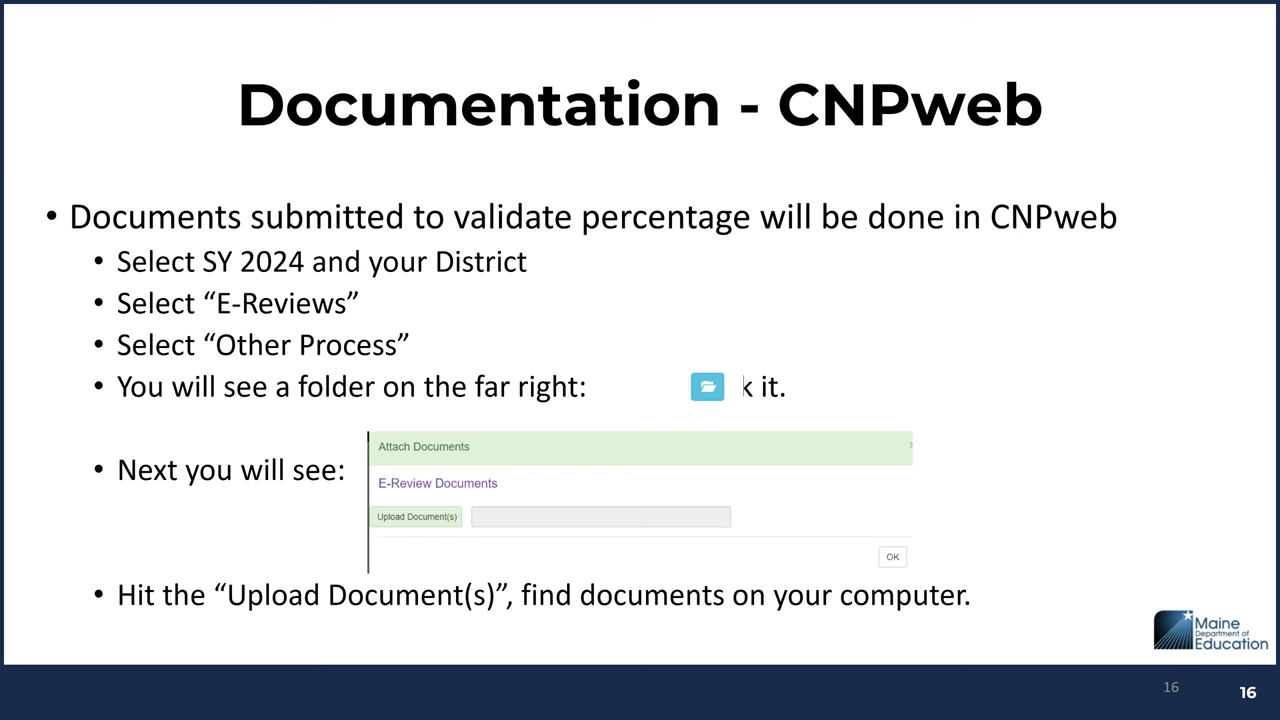 Documentation - CNPweb
• Documents submitted to validate percentage will be done in CNPweb
• Select SY 2024 and your District
• Select “E-Reviews”
• Select “Other Process”
• You will see a folder on the far right: k it.
Attach Documents
• Next you will see:
E-Review Documents
Upload Document(s)
OK
• Hit the “Upload Document(s)”, find documents on your computer.
Maine
Department of
Education
16
16